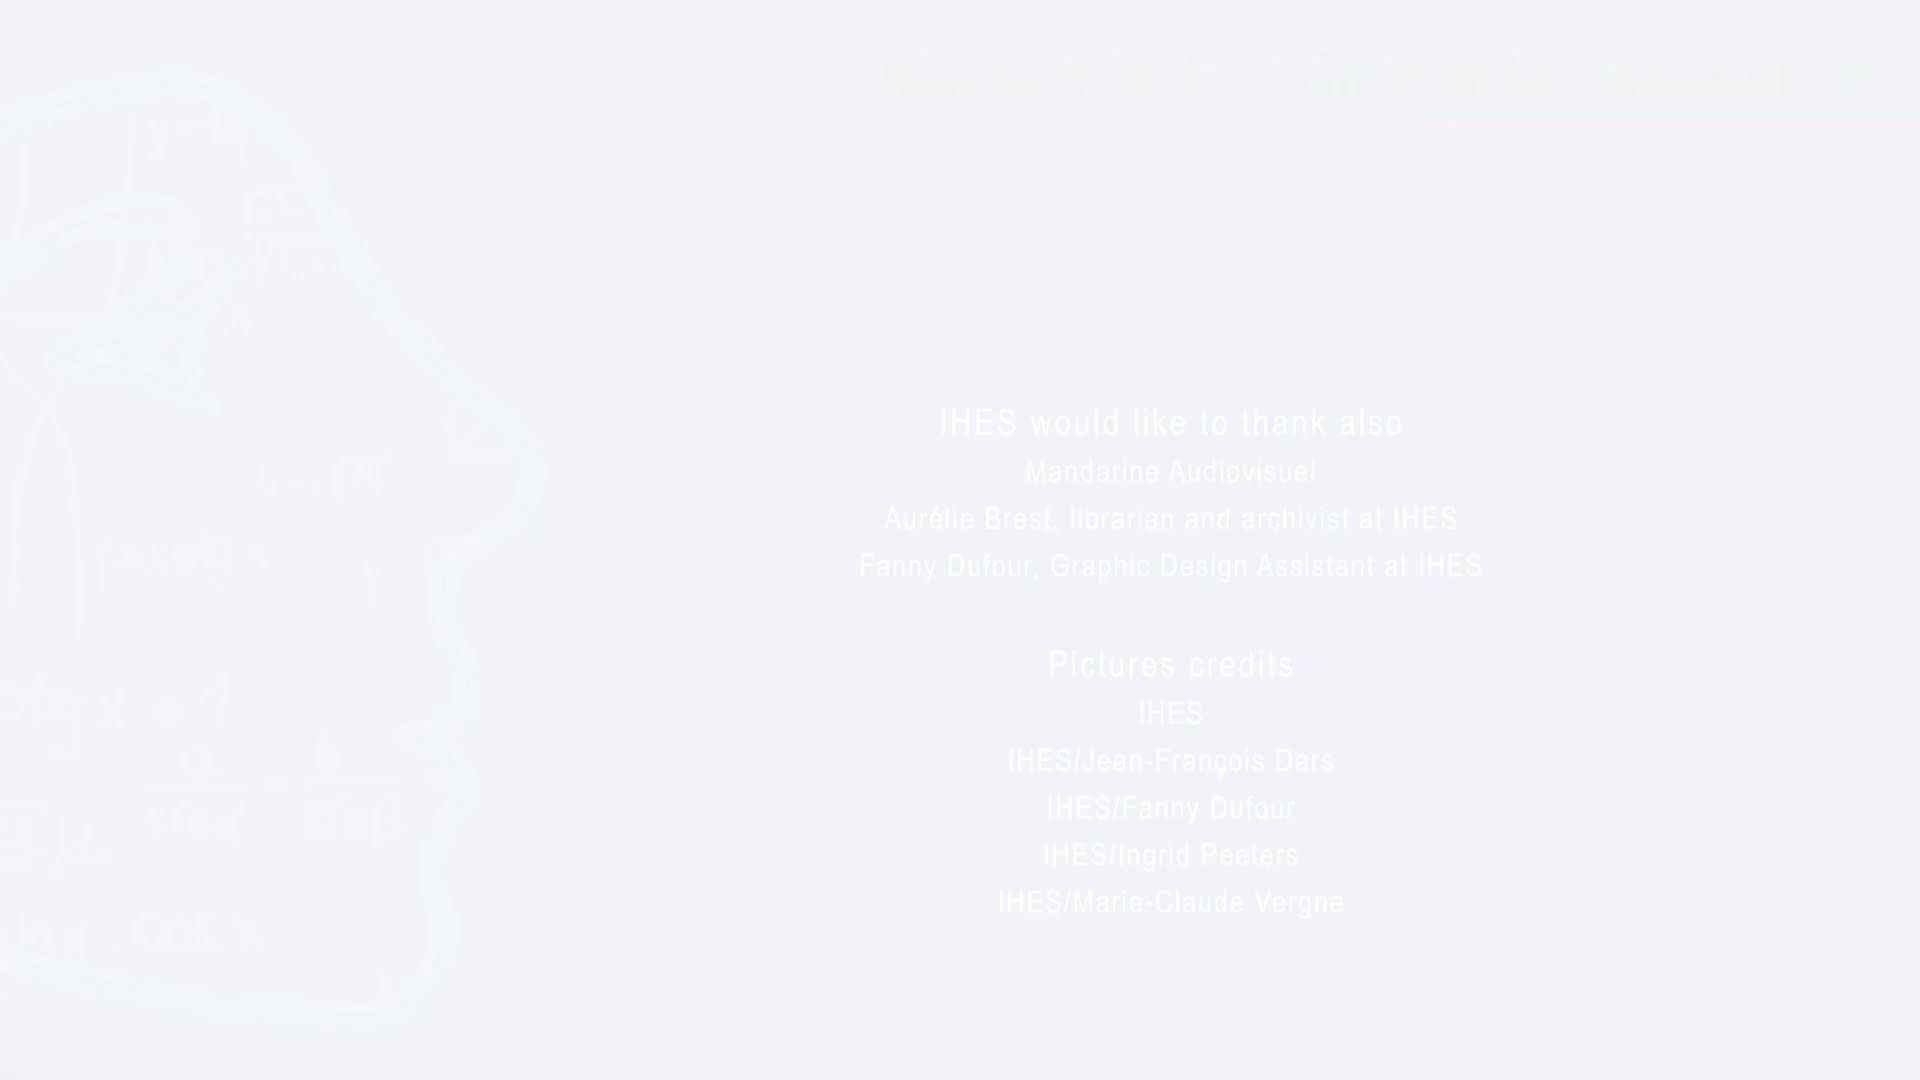 Women in Fundamental Research
IHES would like to thank also
Mandarine Audiovisuel
Aurélie Brest, librarian and archivist at IHES
Fanny Dufour, Graphic Design Assistant at IHES
Pictures credits
IHES
IHES/Jean-François Dars
IHES/Fanny Dufour
IHES/Ingrid Peeters
IHES/Marie-Claude Vergne